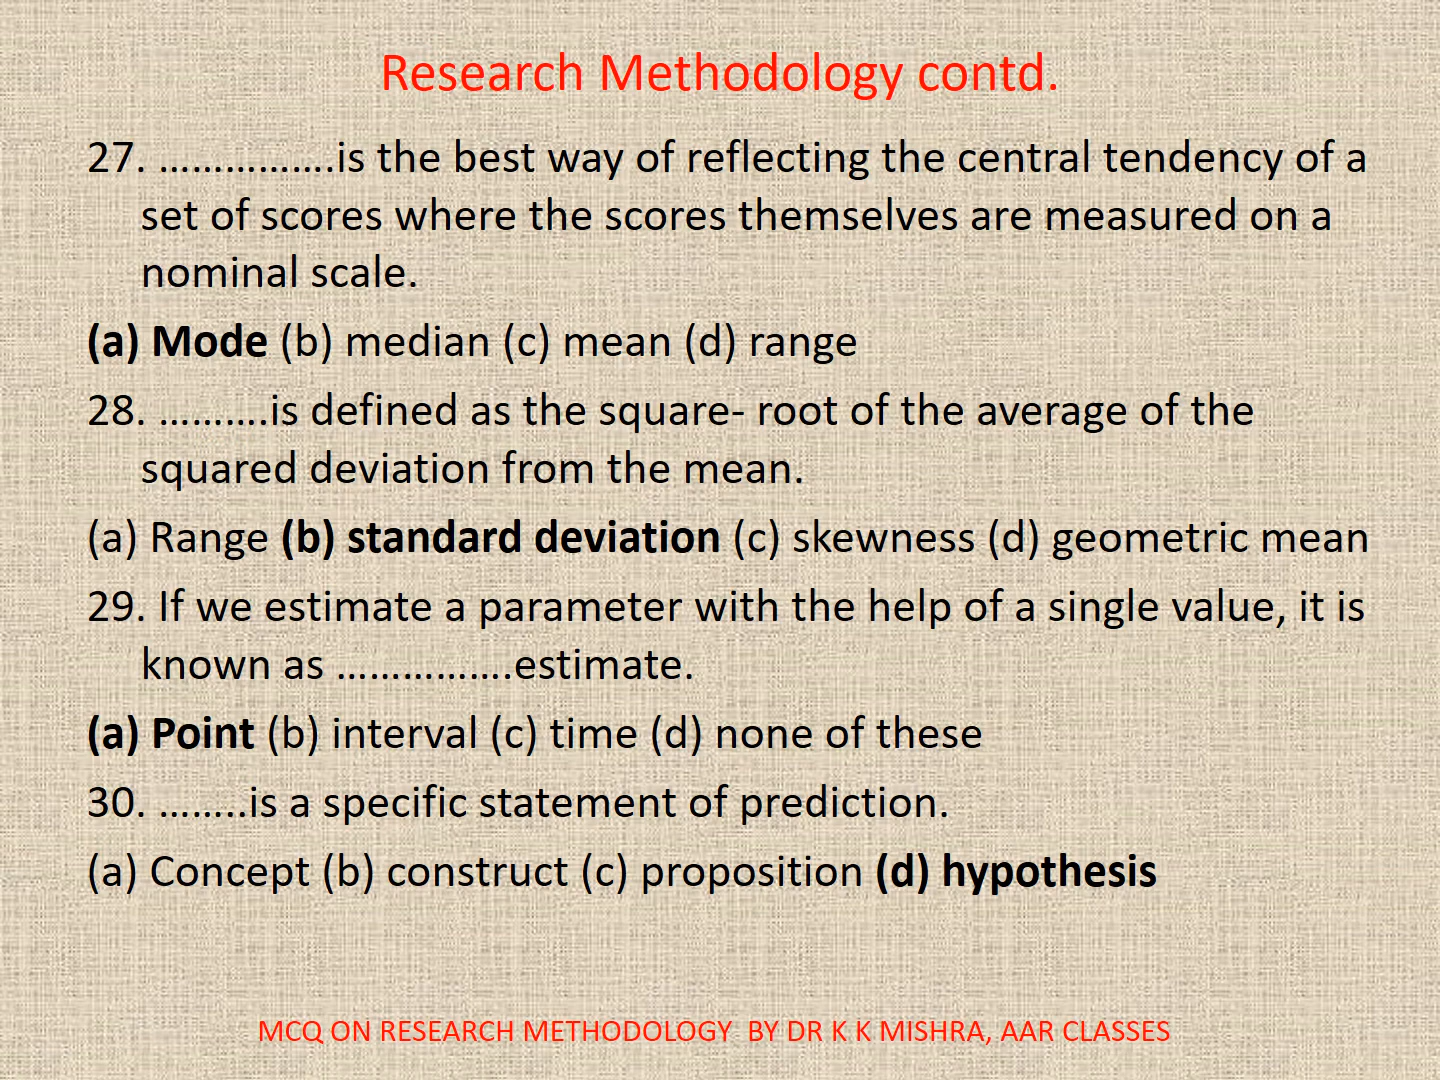 Research Methodology contd.
27. …………….is the best way of reflecting the central tendency of a
set of scores where the scores themselves are measured on a
nominal scale.
(a) Mode (b) median (c) mean (d) range
28. ……….is defined as the square- root of the average of the
squared deviation from the mean.
(a) Range (b) standard deviation (c) skewness (d) geometric mean
29. If we estimate a parameter with the help of a single value, it is
known as …………….estimate.
(a) Point (b) interval (c) time (d) none of these
30. ……..is a specific statement of prediction.
(a) Concept (b) construct (c) proposition (d) hypothesis
MCQ ON RESEARCH METHODOLOGY  BY DR K K MISHRA, AAR CLASSES